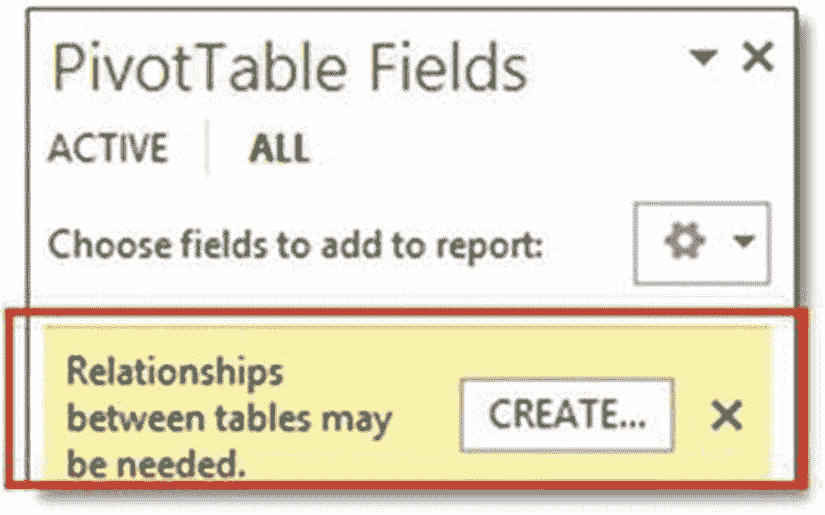 PivotTable Fields
ACTIVE ALL
Choose fields to add to report:
Relationships
between tables may
be needed.
CREATE...